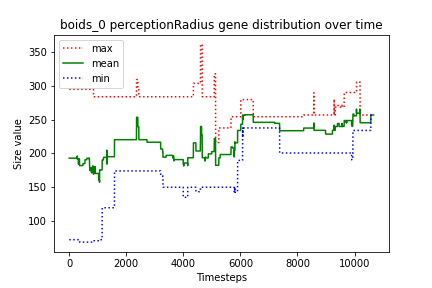 boids_0 perceptionRadius gene distribution over time
max
mean
min
Size value
350
300
250
200
150
100
0
2000
4000
6000
8000
10000
Timesteps